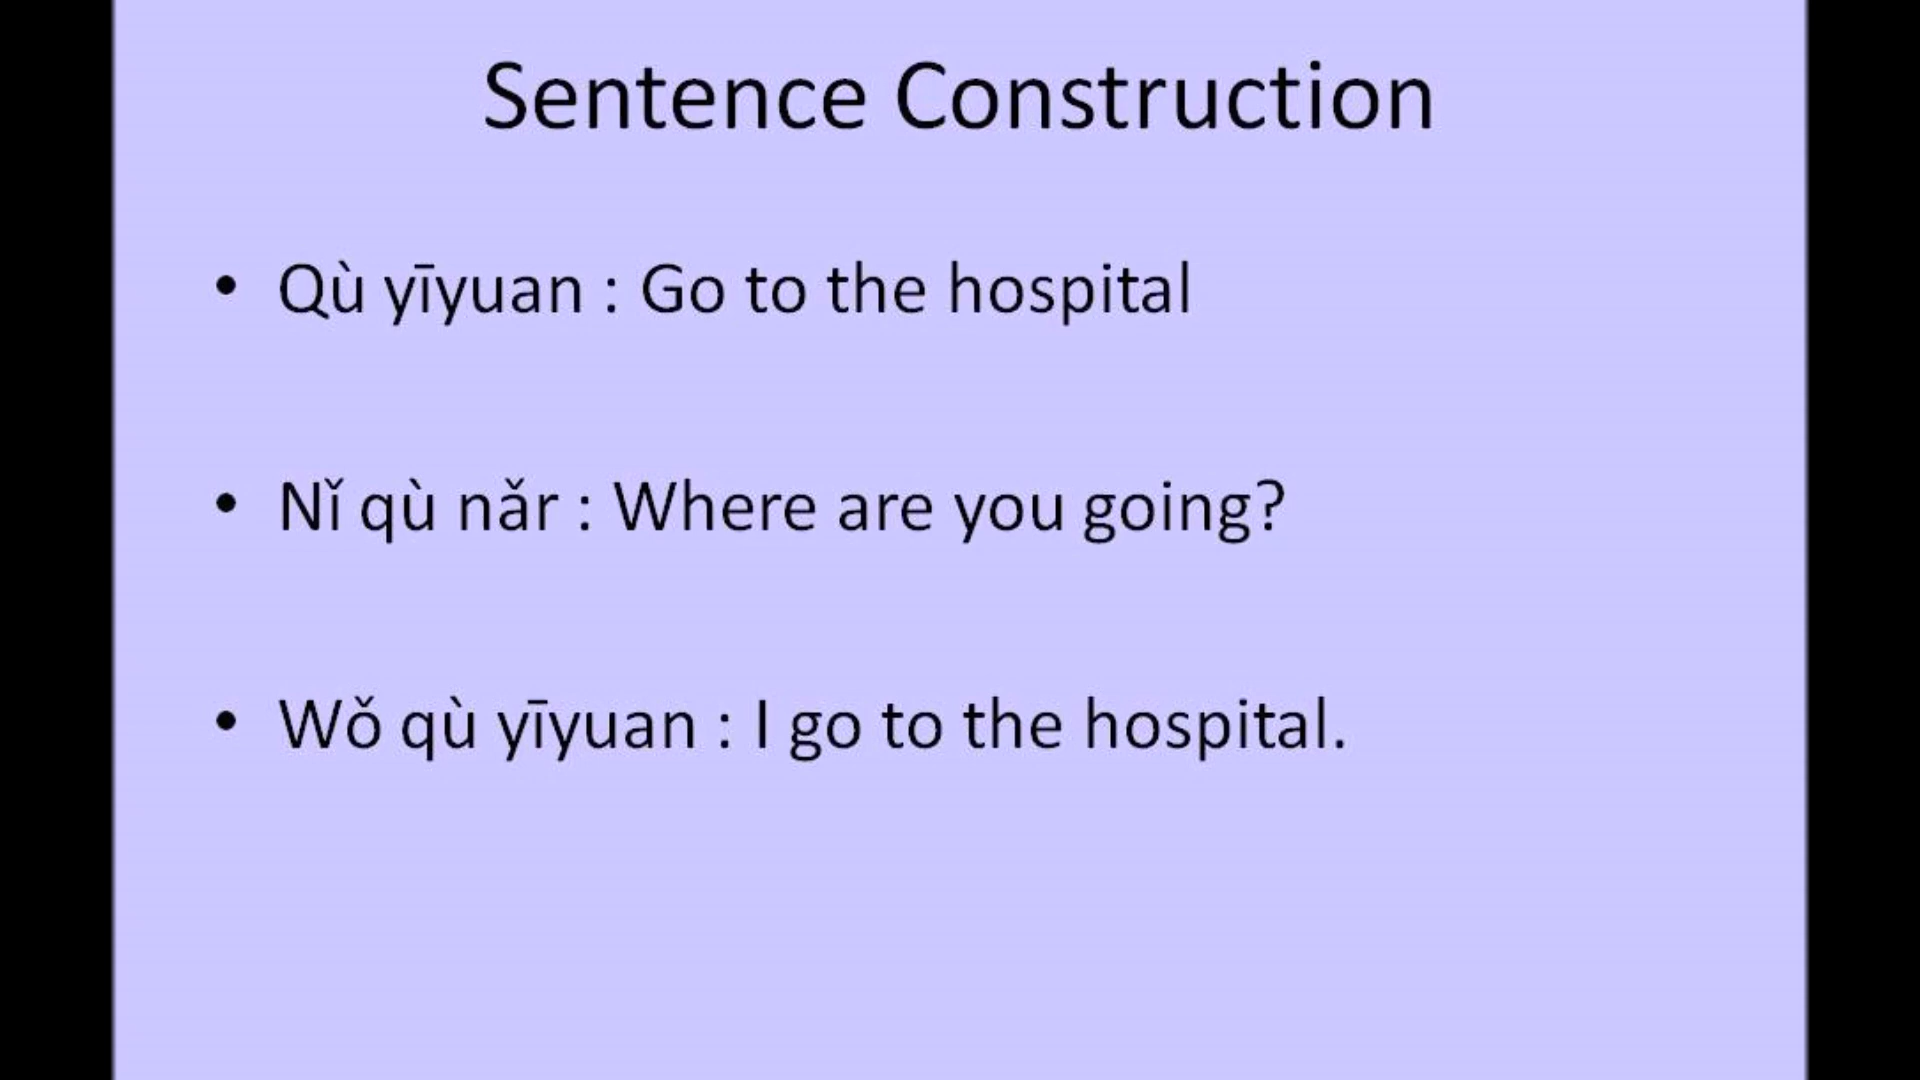 Sentence Construction
• Qù yīyuan : Go to the hospital
• Nǐ qù nǎr : Where are you going?
• Wǒ qù yīyuan : I go to the hospital.